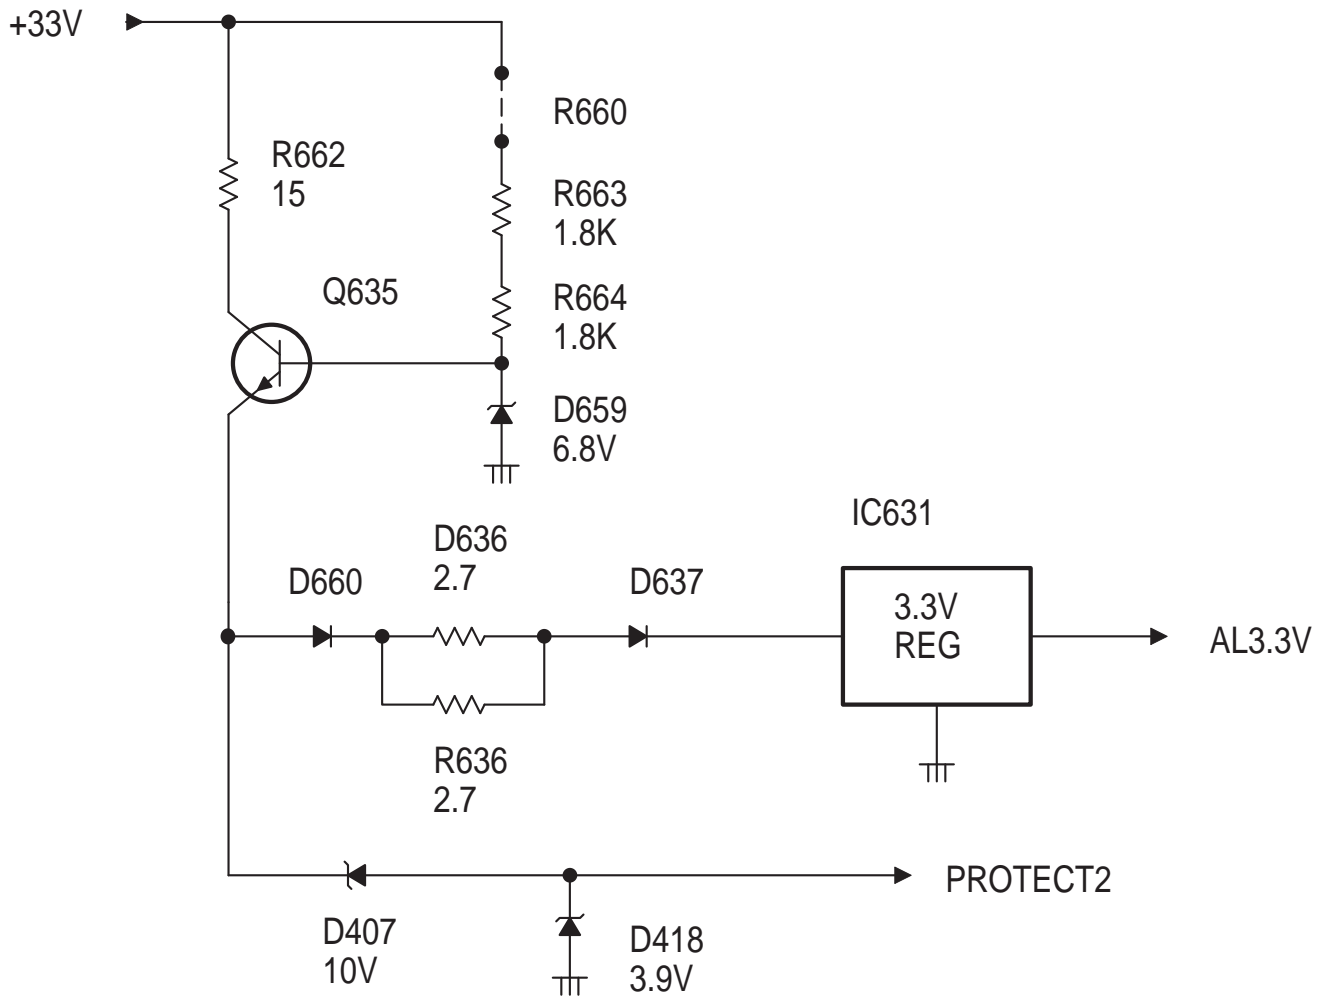 +33V
R660
R662
15
R663
1.8K
Q635
R664
1.8K
D659
6.8V
IC631
D636
2.7
D660
D637
3.3V
REG
AL3.3V
R636
2.7
PROTECT2
D407
10V
D418
3.9V